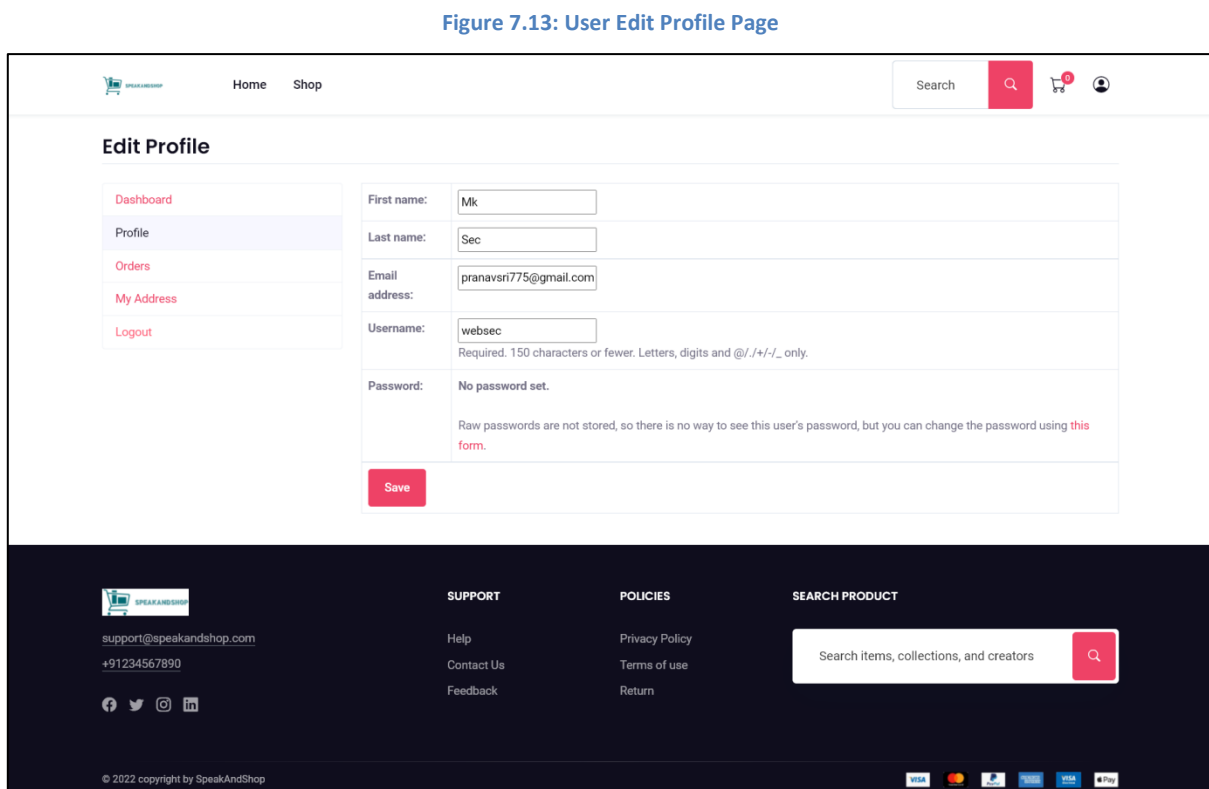 Figure 7.13: User Edit Profile Page
SPEAKANDSHOP Home Shop Search 0
Edit Profile
Dashboard
Profile
Orders
My Address
Logout
First name: Mk
Last name: Sec
Email address: pranavsri775@gmail.com
Username: websec
Required. 150 characters or fewer. Letters, digits and @/./+/-/_ only.
Password: No password set.
Raw passwords are not stored, so there is no way to see this user's password, but you can change the password using this
form.
Save
SPEAKANDSHOP
support@speakandshop.com
+91234567890
SUPPORT
Help
Contact Us
Feedback
POLICIES
Privacy Policy
Terms of use
Return
SEARCH PRODUCT
Search items, collections, and creators
© 2022 copyright by SpeakAndShop
VISA PayPal VISA Pay